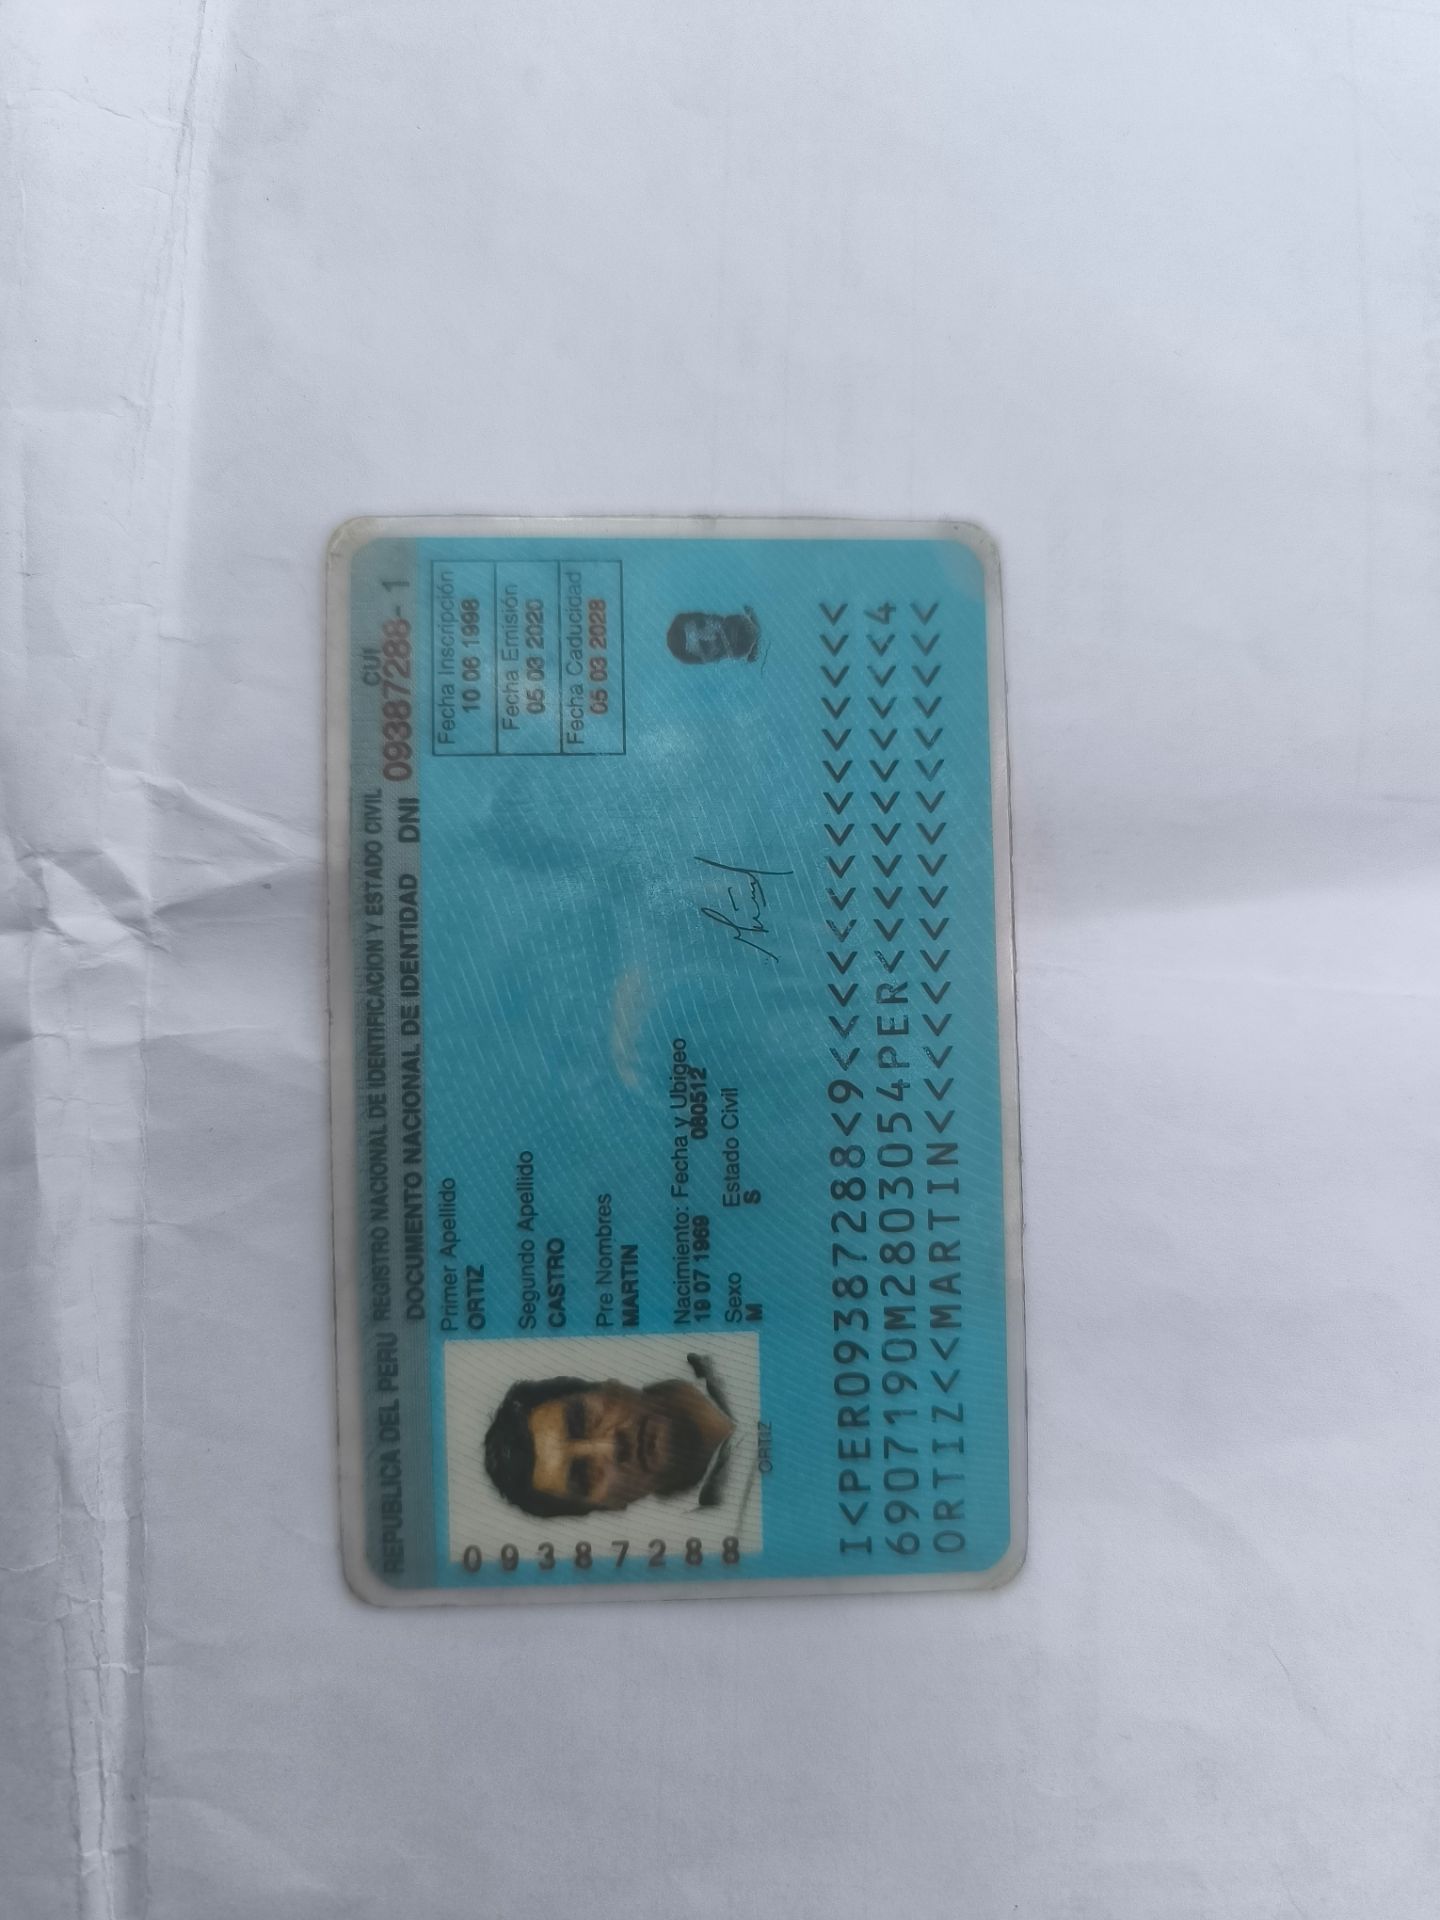 REPUBLICA DEL PERU REGISTRO NACIONAL DE IDENTIFICACION Y ESTADO CIVIL
CUI
DOCUMENTO NACIONAL DE IDENTIDAD DNI 09387288 - 1
Primer Apellido
ORTIZ
Segundo Apellido
CASTRO
Pre Nombres
MARTIN
Nacimiento: Fecha y Ubigeo
19 07 1969 080512
Sexo Estado Civil
M S
Fecha Inscripción
10 06 1998
Fecha Emisión
05 03 2020
Fecha Caducidad
05 03 2028
09387288
ORTIZ
I<PER09387288<9<<<<<<<<<<<<<<<
6907190M2803054PER<<<<<<<<<<<4
ORTIZ<<MARTIN<<<<<<<<<<<<<<<<<